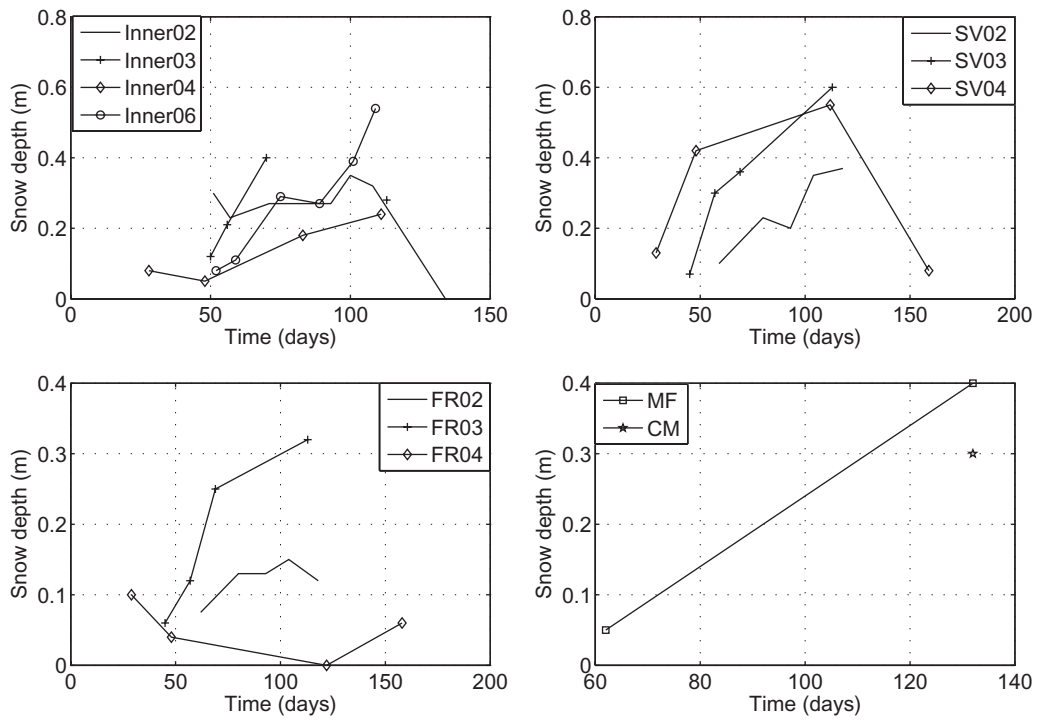 0.8
0.6
0.4
0.2
0
Snow depth (m)
Inner02
Inner03
Inner04
Inner06
0 50 100 150
Time (days)
0.8
0.6
0.4
0.2
0
Snow depth (m)
SV02
SV03
SV04
0 50 100 150 200
Time (days)
0.4
0.3
0.2
0.1
0
Snow depth (m)
FR02
FR03
FR04
0 50 100 150 200
Time (days)
0.4
0.3
0.2
0.1
0
Snow depth (m)
MF
CM
60 80 100 120 140
Time (days)